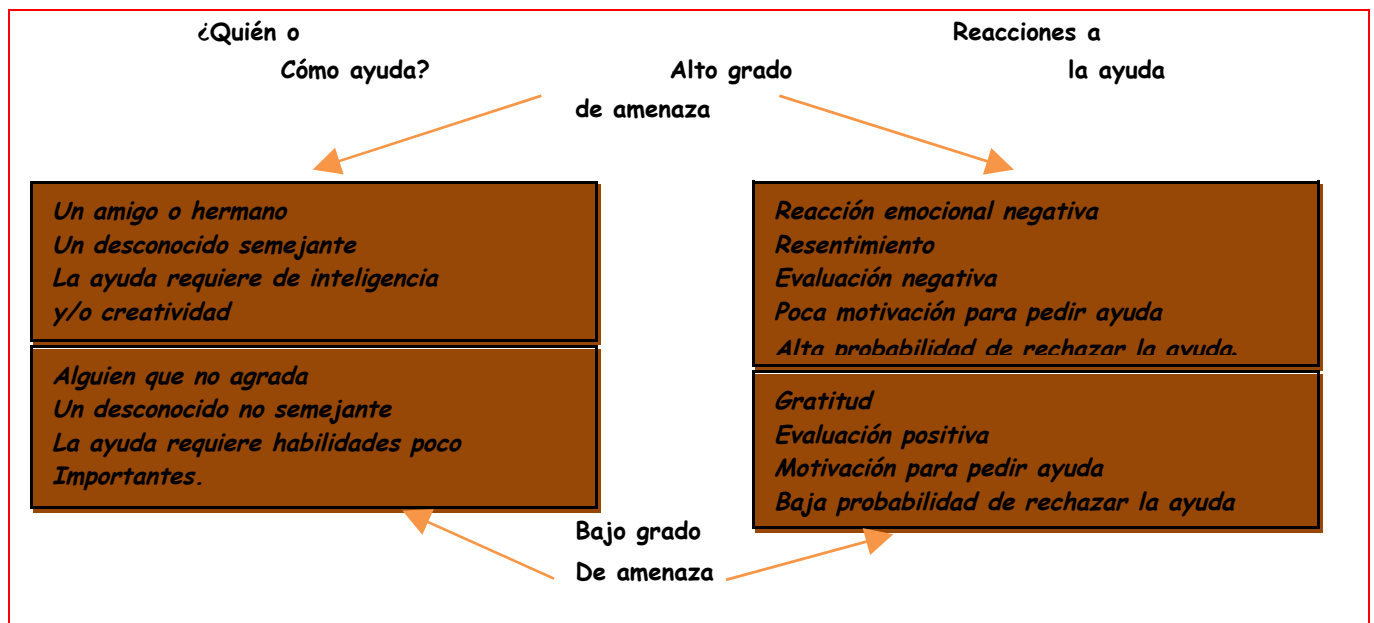 ¿Quién o
Cómo ayuda?
Alto grado
de amenaza
Reacciones a
la ayuda
Un amigo o hermano
Un desconocido semejante
La ayuda requiere de inteligencia
y/o creatividad
Alguien que no agrada
Un desconocido no semejante
La ayuda requiere habilidades poco
Importantes.
Reacción emocional negativa
Resentimiento
Evaluación negativa
Poca motivación para pedir ayuda
Alta probabilidad de rechazar la ayuda.
Gratitud
Evaluación positiva
Motivación para pedir ayuda
Baja probabilidad de rechazar la ayuda
Bajo grado
De amenaza